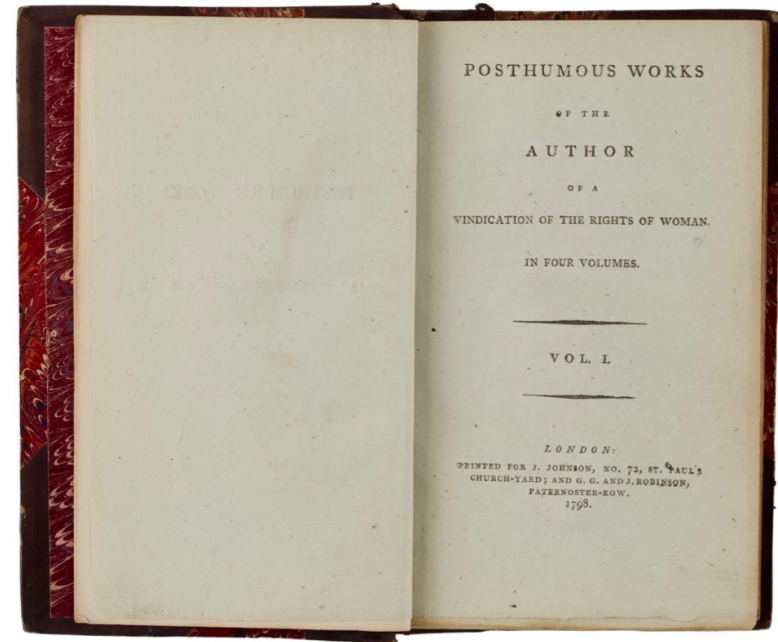 POSTHUMOUS WORKS
OF THE
AUTHOR
OF A
VINDICATION OF THE RIGHTS OF WOMAN.
IN FOUR VOLUMES.
VOL. I.
LONDON:
PRINTED FOR J. JOHNSON, NO. 72, ST. PAUL'S
CHURCH-YARD; AND G. G. AND J. ROBINSON,
PATERNOSTER-ROW.
1798.